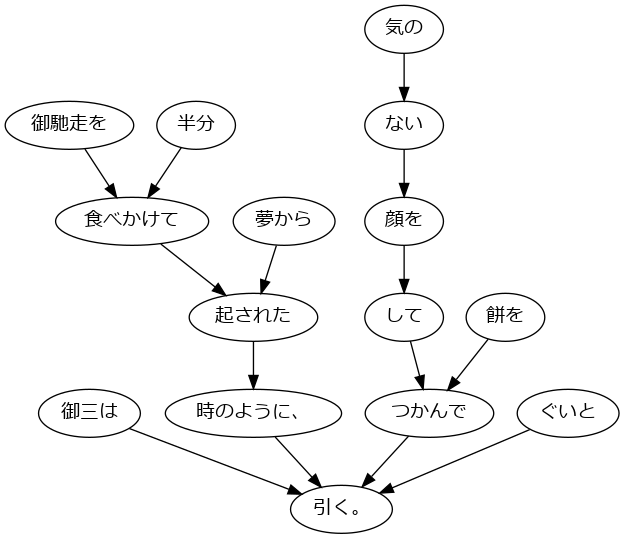 気の
御馳走を 半分 ない
食べかけて 夢から 顔を
起された して 餅を
御三は 時のように、 つかんで ぐいと
引く。